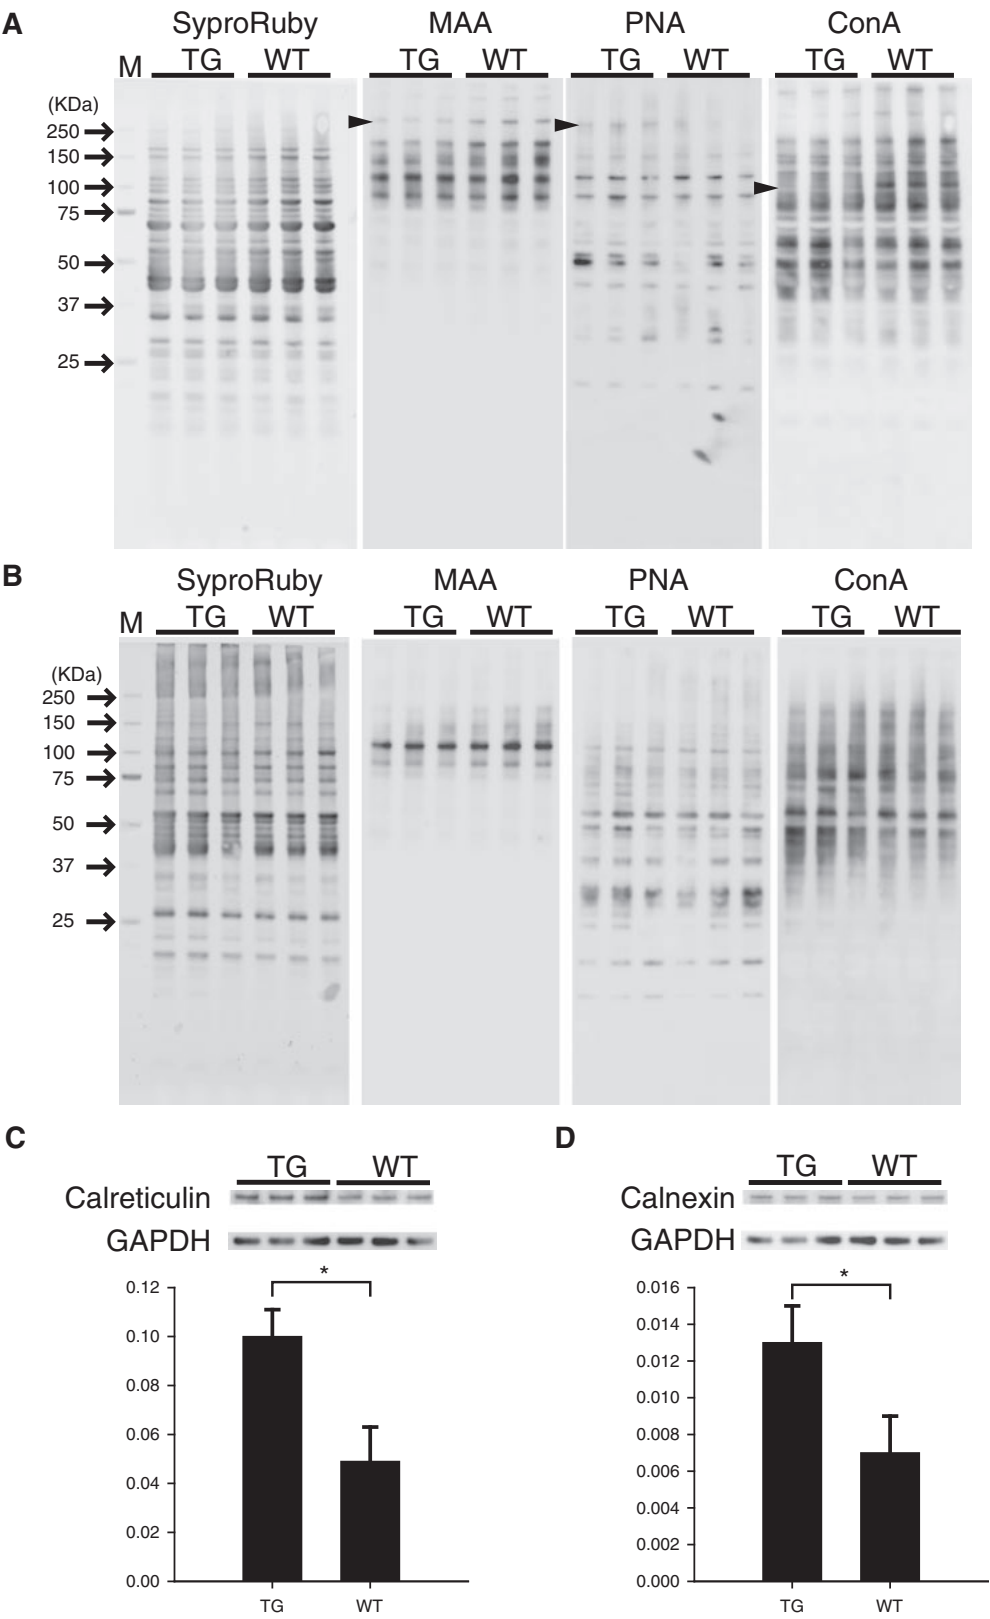 A SyproRuby MAA PNA ConA
M TG WT TG WT TG WT TG WT
(KDa)
250
150
100
75
50
37
25
B SyproRuby MAA PNA ConA
M TG WT TG WT TG WT TG WT
(KDa)
250
150
100
75
50
37
25
C D
TG WT TG WT
Calreticulin Calnexin
GAPDH GAPDH
* *
0.12 0.016
0.10 0.014
0.08 0.012
0.06 0.010
0.04 0.008
0.02 0.006
0.00 0.004
0.002
0.000
TG WT TG WT